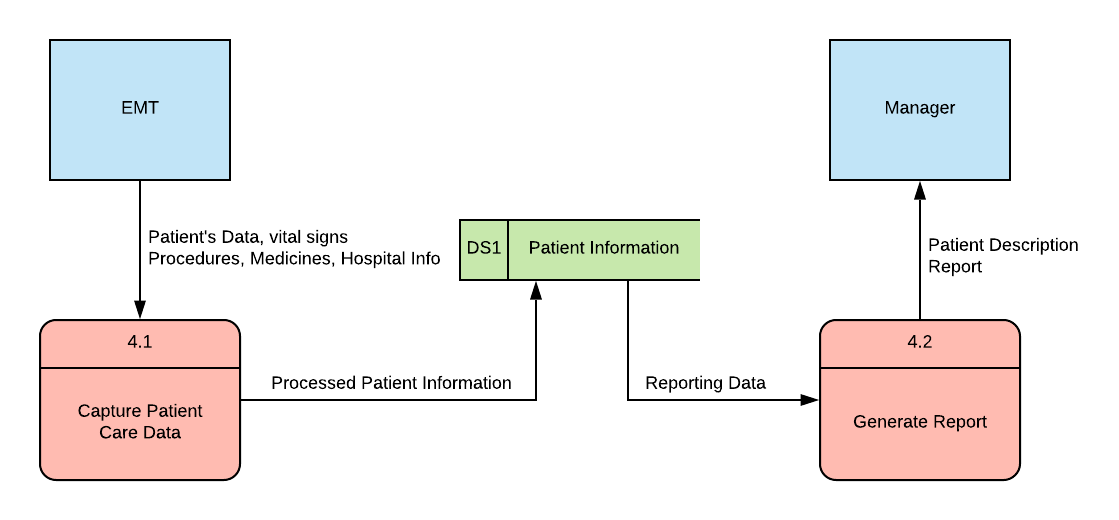 EMT
Manager
Patient's Data, vital signs
Procedures, Medicines, Hospital Info
DS1
Patient Information
Patient Description
Report
4.1
Capture Patient
Care Data
Processed Patient Information
Reporting Data
4.2
Generate Report